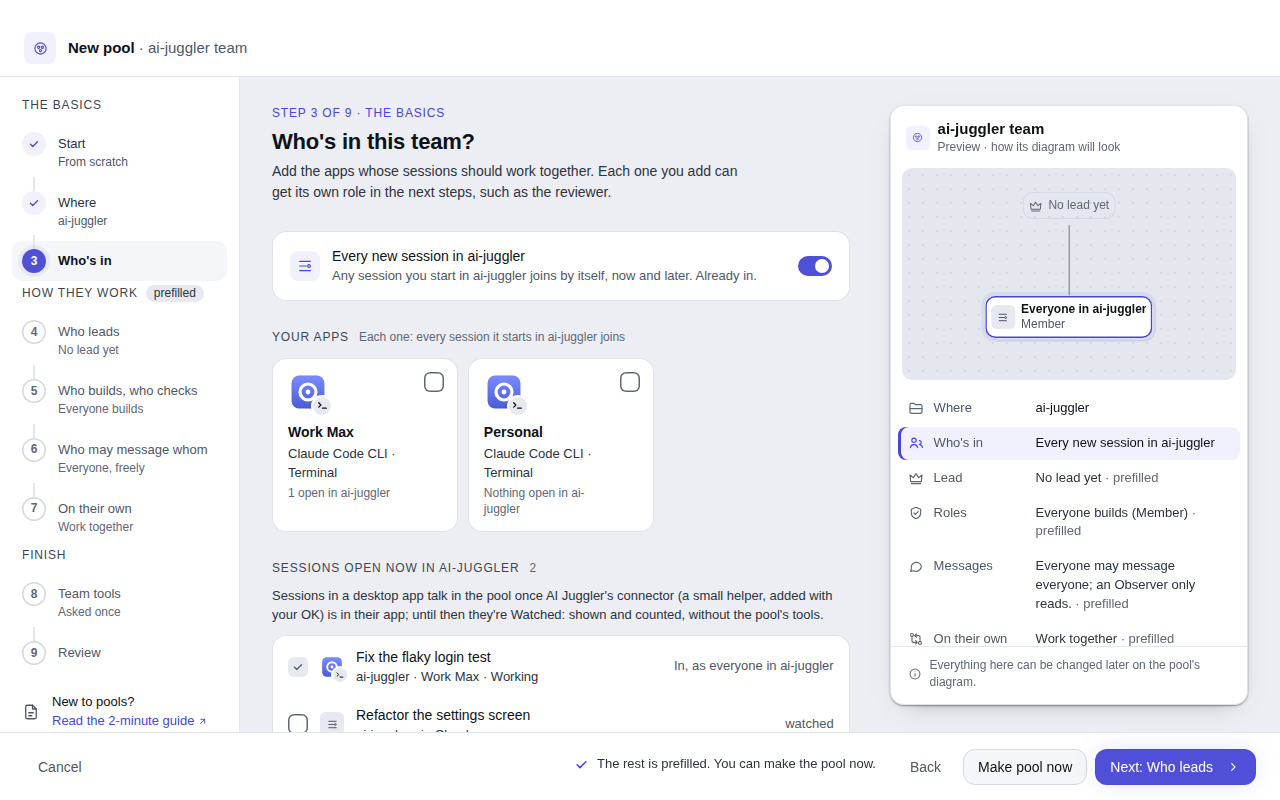 New pool · ai-juggler team
THE BASICS
Start
From scratch
Where
ai-juggler
3
Who's in
HOW THEY WORK prefilled
4
Who leads
No lead yet
5
Who builds, who checks
Everyone builds
6
Who may message whom
Everyone, freely
7
On their own
Work together
FINISH
8
Team tools
Asked once
9
Review
New to pools?
Read the 2-minute guide
STEP 3 OF 9 · THE BASICS
Who's in this team?
Add the apps whose sessions should work together. Each one you add can
get its own role in the next steps, such as the reviewer.
Every new session in ai-juggler
Any session you start in ai-juggler joins by itself, now and later. Already in.
YOUR APPS Each one: every session it starts in ai-juggler joins
Work Max
Claude Code CLI ·
Terminal
1 open in ai-juggler
Personal
Claude Code CLI ·
Terminal
Nothing open in ai-
juggler
SESSIONS OPEN NOW IN AI-JUGGLER 2
Sessions in a desktop app talk in the pool once AI Juggler's connector (a small helper, added with
your OK) is in their app; until then they're Watched: shown and counted, without the pool's tools.
Fix the flaky login test
ai-juggler · Work Max · Working
In, as everyone in ai-juggler
Refactor the settings screen
watched
ai-juggler team
Preview · how its diagram will look
No lead yet
Everyone in ai-juggler
Member
Where ai-juggler
Who's in Every new session in ai-juggler
Lead No lead yet · prefilled
Roles Everyone builds (Member) ·
prefilled
Messages Everyone may message
everyone; an Observer only
reads. · prefilled
On their own Work together · prefilled
Everything here can be changed later on the pool's
diagram.
Cancel
The rest is prefilled. You can make the pool now.
Back
Make pool now
Next: Who leads